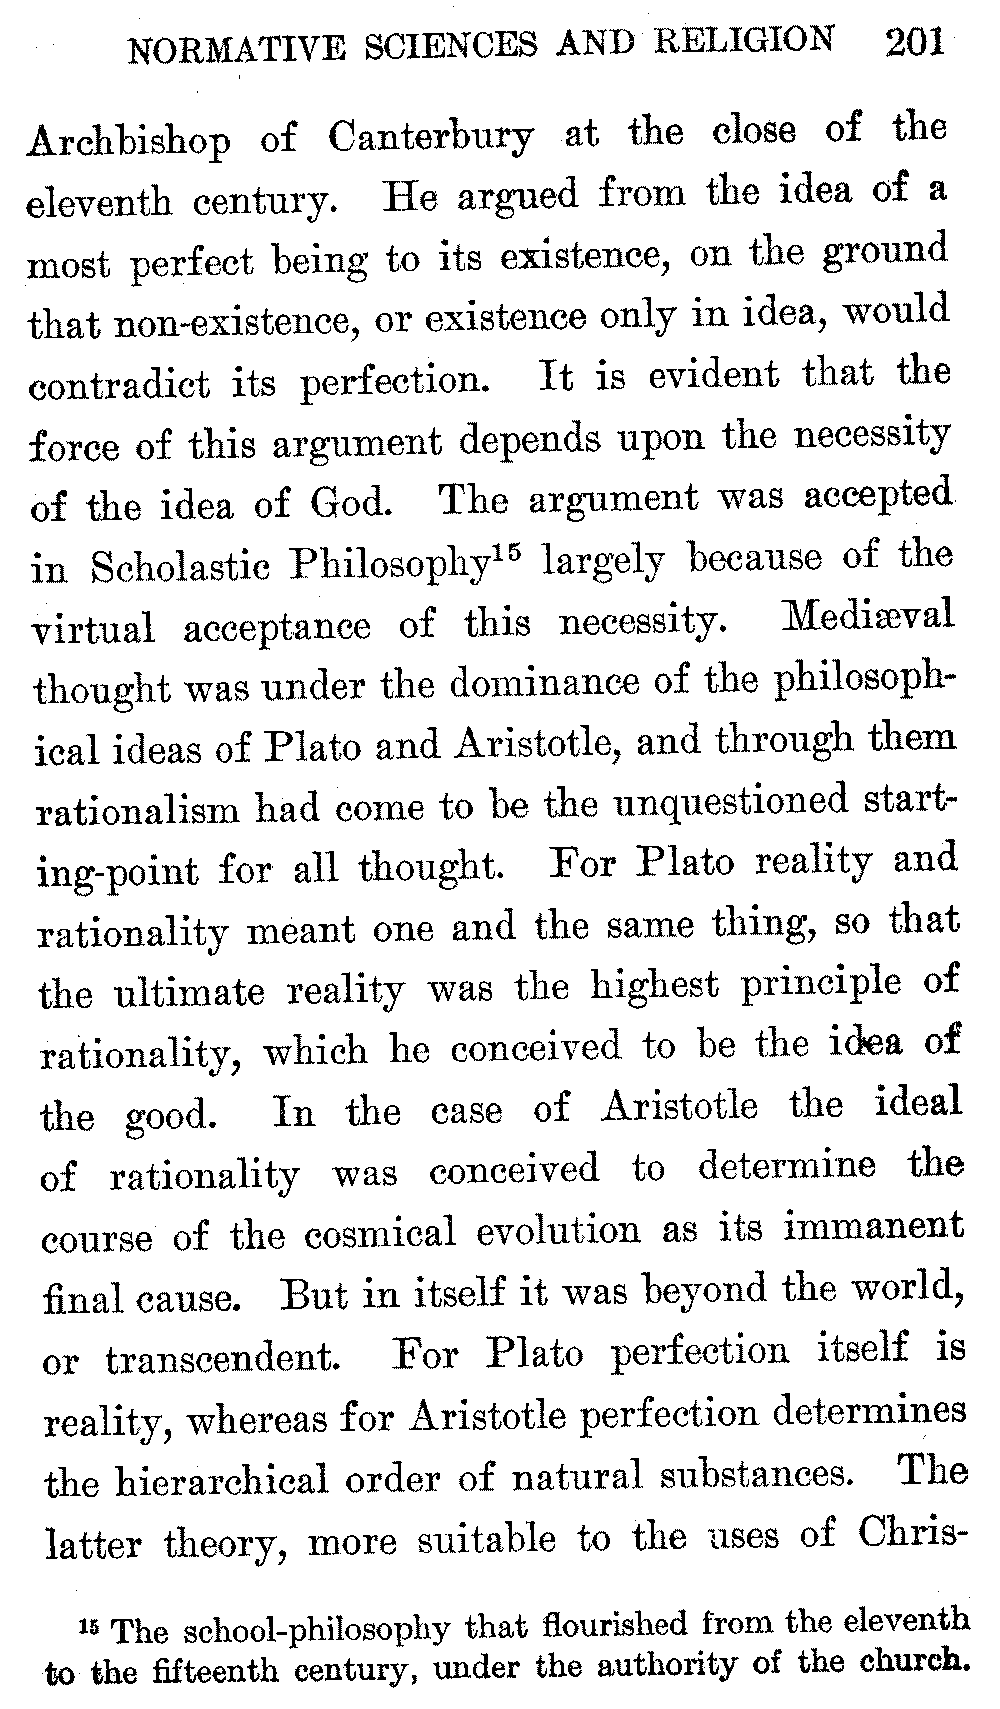 NORMATIVE SCIENCES AND RELIGION 201
Archbishop of Canterbury at the close of the
eleventh century. He argued from the idea of a
most perfect being to its existence, on the ground
that non-existence, or existence only in idea, would
contradict its perfection. It is evident that the
force of this argument depends upon the necessity
of the idea of God. The argument was accepted
in Scholastic Philosophy¹⁵ largely because of the
virtual acceptance of this necessity. Mediæval
thought was under the dominance of the philosoph-
ical ideas of Plato and Aristotle, and through them
rationalism had come to be the unquestioned start-
ing-point for all thought. For Plato reality and
rationality meant one and the same thing, so that
the ultimate reality was the highest principle of
rationality, which he conceived to be the idea of
the good. In the case of Aristotle the ideal
of rationality was conceived to determine the
course of the cosmical evolution as its immanent
final cause. But in itself it was beyond the world,
or transcendent. For Plato perfection itself is
reality, whereas for Aristotle perfection determines
the hierarchical order of natural substances. The
latter theory, more suitable to the uses of Chris-
¹⁵ The school-philosophy that flourished from the eleventh
to the fifteenth century, under the authority of the church.